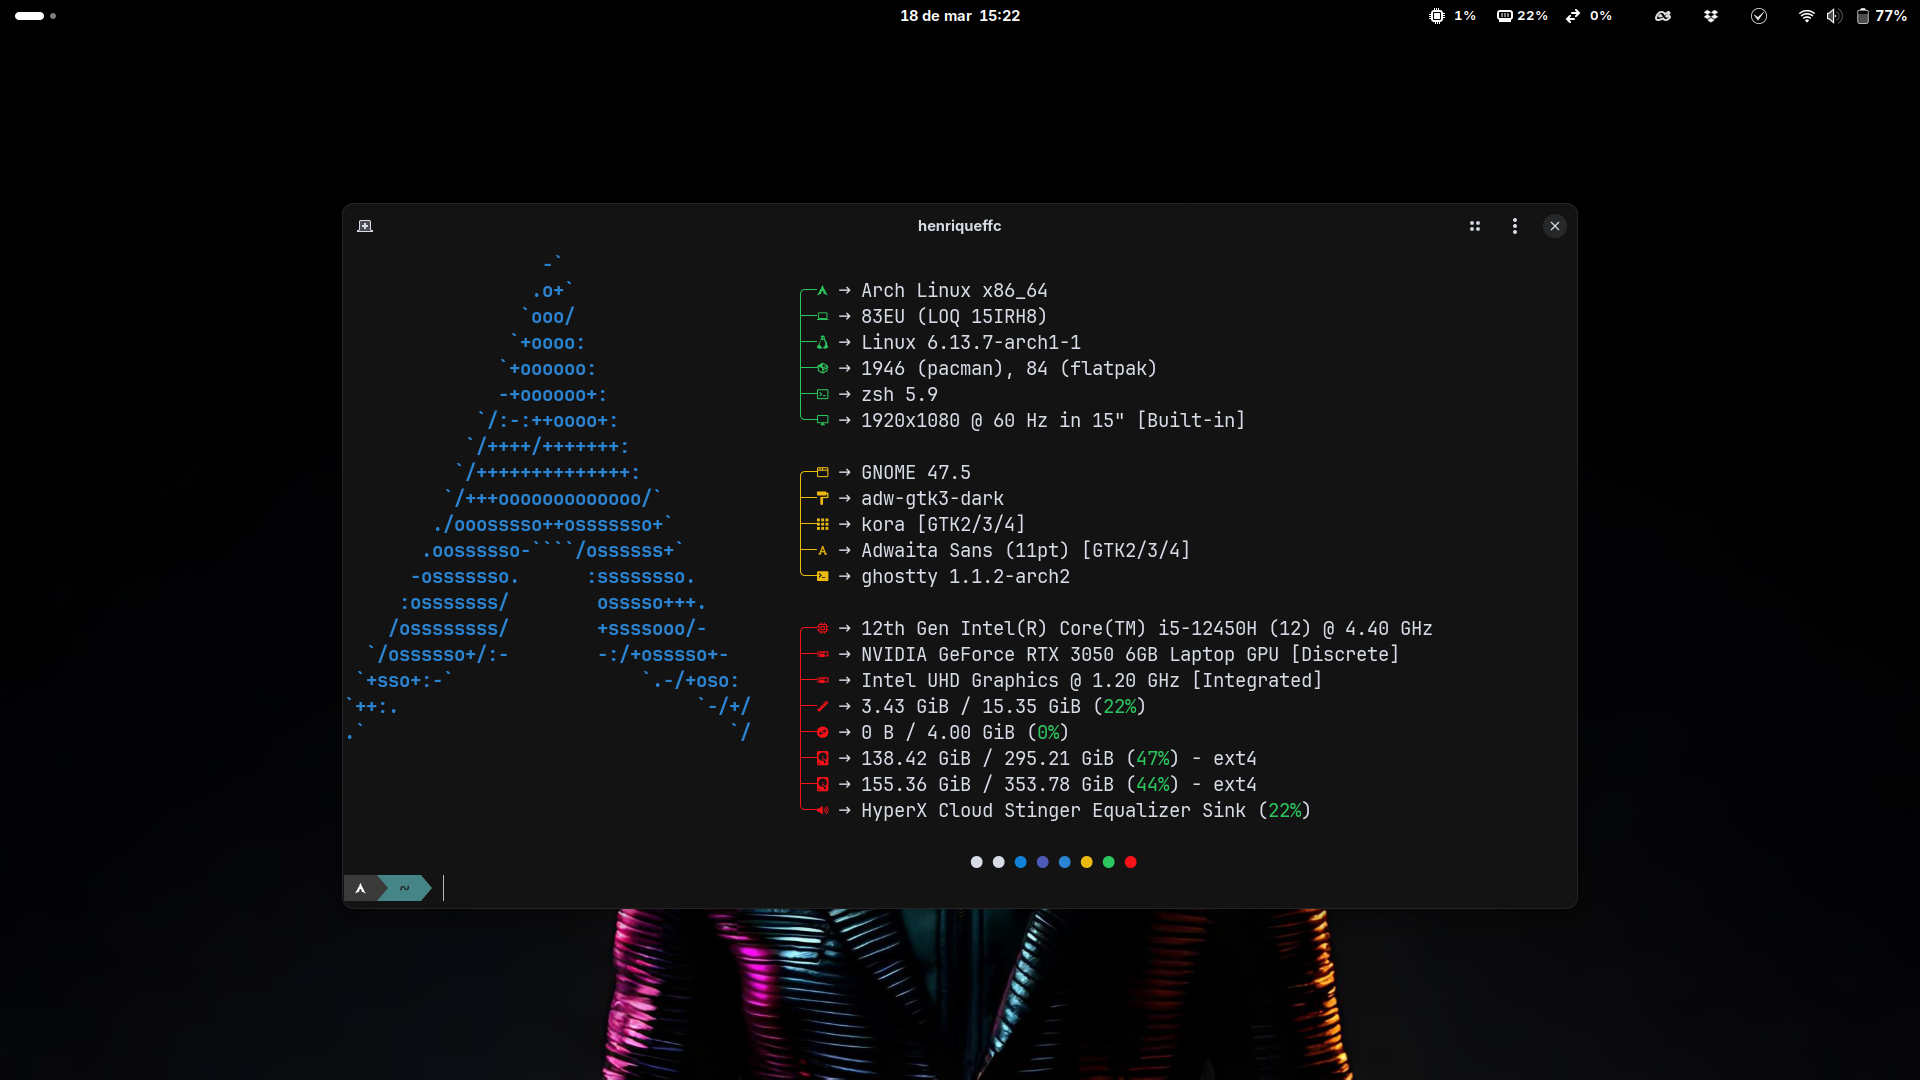 18 de mar 15:22
1%
22%
0%
77%
henriqueffc
-`
.o+`
`ooo/
`+oooo:
`+oooooo:
-+oooooo+:
`/:-:++oooo+:
`/++++/+++++++:
`/++++++++++++++:
`/+++ooooooooooooo/`
./ooosssso++osssssso+`
.oossssso-````/ossssss+`
-osssssso.      :ssssssso.
:osssssss/        osssso+++.
/ossssssss/        +ssssooo/-
`/ossssso+/:-        -:/+osssso+-
`+sso+:-`                 `.-/+oso:
`++:.                           `-/+/
.`                                 `/
→ Arch Linux x86_64
→ 83EU (LOQ 15IRH8)
→ Linux 6.13.7-arch1-1
→ 1946 (pacman), 84 (flatpak)
→ zsh 5.9
→ 1920x1080 @ 60 Hz in 15" [Built-in]
→ GNOME 47.5
→ adw-gtk3-dark
→ kora [GTK2/3/4]
→ Adwaita Sans (11pt) [GTK2/3/4]
→ ghostty 1.1.2-arch2
→ 12th Gen Intel(R) Core(TM) i5-12450H (12) @ 4.40 GHz
→ NVIDIA GeForce RTX 3050 6GB Laptop GPU [Discrete]
→ Intel UHD Graphics @ 1.20 GHz [Integrated]
→ 3.43 GiB / 15.35 GiB (22%)
→ 0 B / 4.00 GiB (0%)
→ 138.42 GiB / 295.21 GiB (47%) - ext4
→ 155.36 GiB / 353.78 GiB (44%) - ext4
→ HyperX Cloud Stinger Equalizer Sink (22%)
~